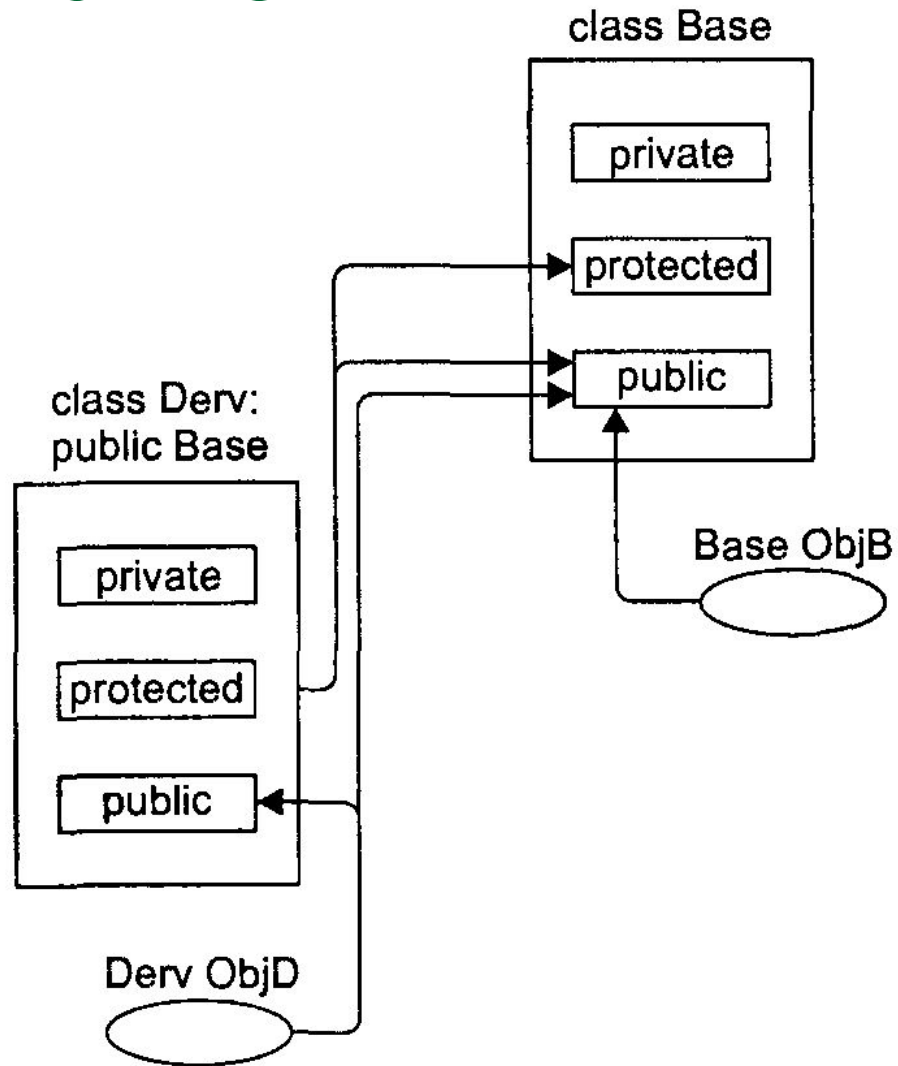 class Base
private
protected
public
class Derv:
public Base
private
protected
public
Base ObjB
Derv ObjD